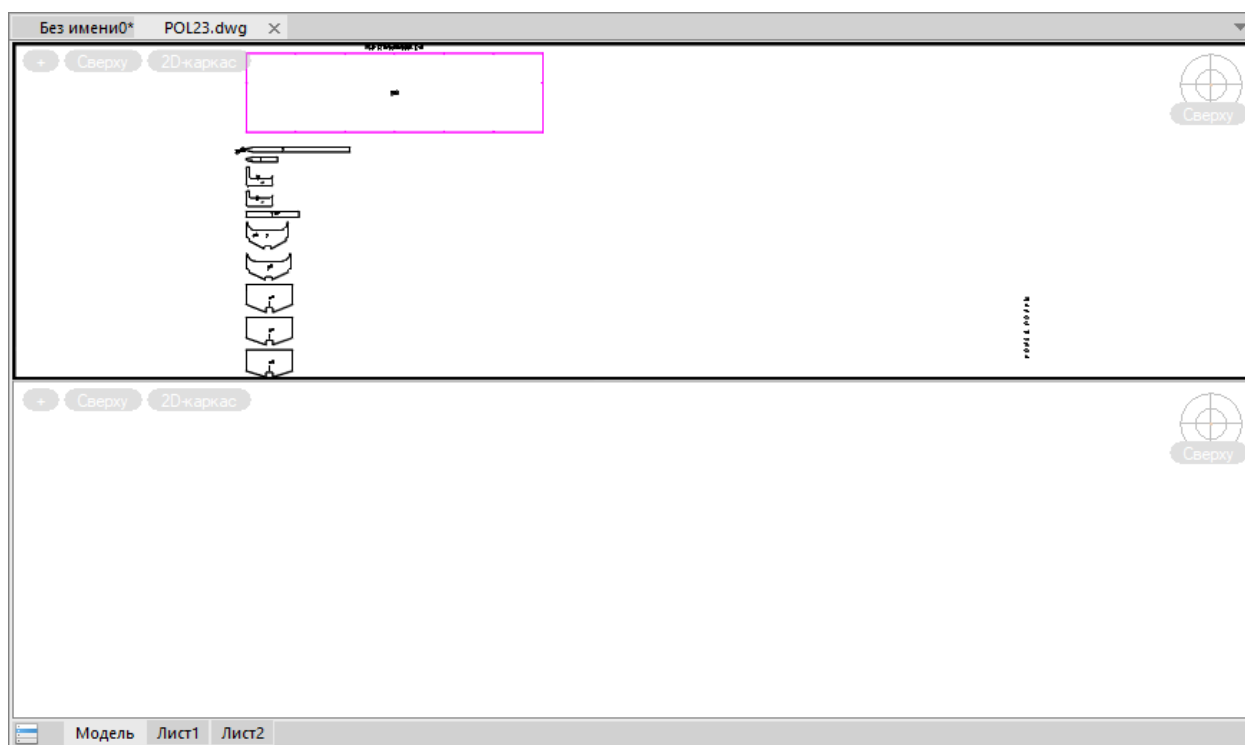 Без имени0* POL23.dwg
+ Сверху 2D-каркас
Сверху
+ Сверху 2D-каркас
Сверху
Модель Лист1 Лист2